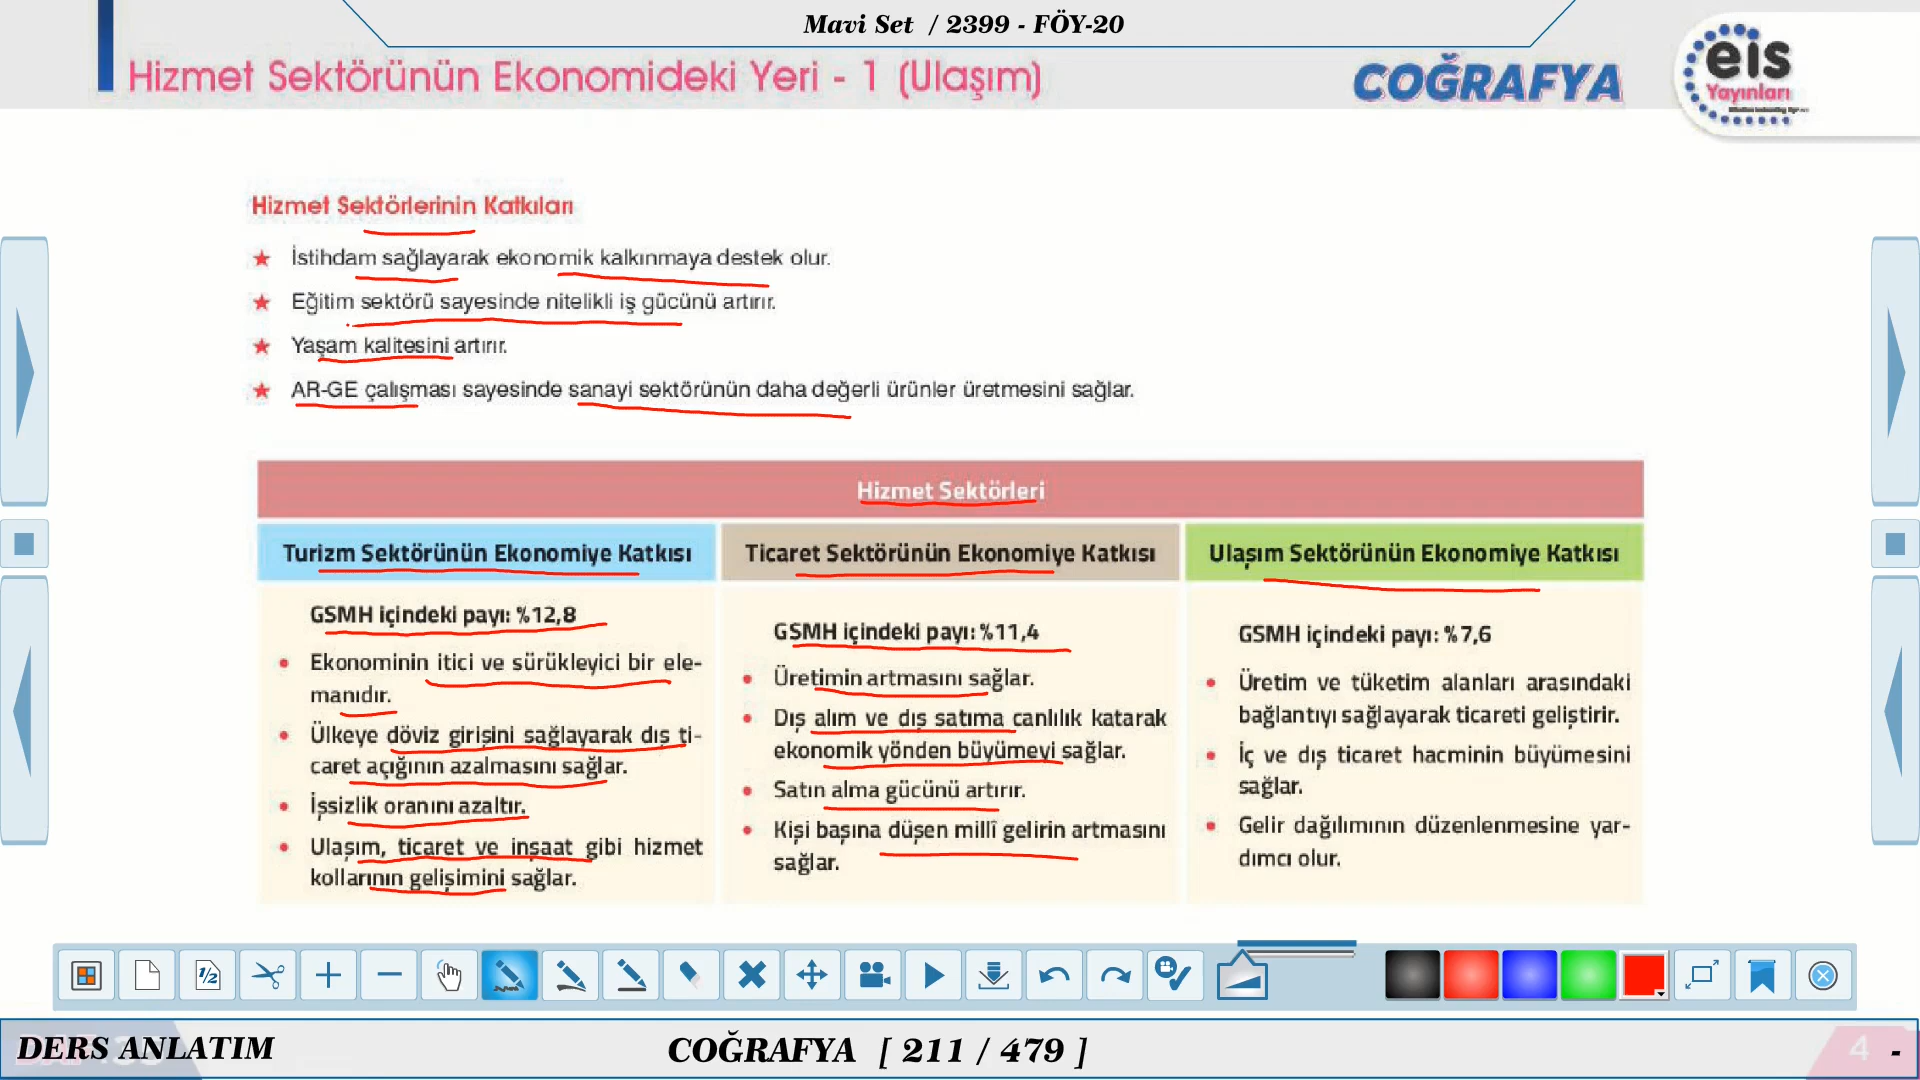 Mavi Set / 2399 - FÖY-20
Hizmet Sektörünün Ekonomideki Yeri - 1 (Ulaşım)
COĞRAFYA
eis
Yayınları
Hizmet Sektörlerinin Katkıları
İstihdam sağlayarak ekonomik kalkınmaya destek olur.
Eğitim sektörü sayesinde nitelikli iş gücünü artırır.
Yaşam kalitesini artırır.
AR-GE çalışması sayesinde sanayi sektörünün daha değerli ürünler üretmesini sağlar.
Hizmet Sektörleri
Turizm Sektörünün Ekonomiye Katkısı
GSMH içindeki payı: %12,8
• Ekonominin itici ve sürükleyici bir ele-
manıdır.
• Ülkeye döviz girişini sağlayarak dış ti-
caret açığının azalmasını sağlar.
• İşsizlik oranını azaltır.
• Ulaşım, ticaret ve inşaat gibi hizmet
kollarının gelişimini sağlar.
Ticaret Sektörünün Ekonomiye Katkısı
GSMH içindeki payı: %11,4
• Üretimin artmasını sağlar.
• Dış alım ve dış satıma canlılık katarak
ekonomik yönden büyümeyi sağlar.
• Satın alma gücünü artırır.
• Kişi başına düşen millî gelirin artmasını
sağlar.
Ulaşım Sektörünün Ekonomiye Katkısı
GSMH içindeki payı: %7,6
• Üretim ve tüketim alanları arasındaki
bağlantıyı sağlayarak ticareti geliştirir.
• İç ve dış ticaret hacminin büyümesini
sağlar.
• Gelir dağılımının düzenlenmesine yar-
dımcı olur.
1/2
DERS ANLATIM
COĞRAFYA [ 211 / 479 ]
4 -